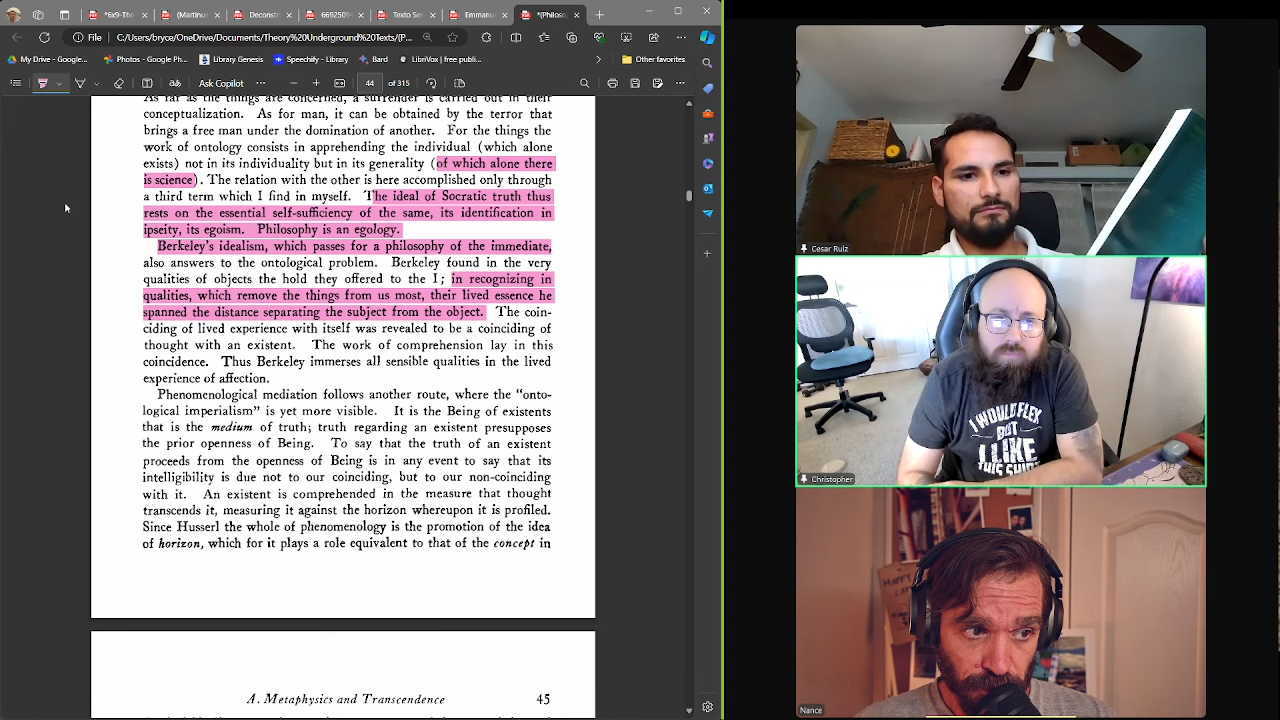 *6x9-The
(Martinus
Deconstr
6692509
Texto Se
Emmanu
*(Philoso
File
C:/Users/bryce/OneDrive/Documents/Theory%20Underground%20Texts/(P...
My Drive - Google...
Photos - Google Ph...
Library Genesis
Speechify - Library
Bard
LibriVox | free publi...
Other favorites
Ask Copilot
44 of 315
As far as the things are concerned, a surrender is carried out in their
conceptualization. As for man, it can be obtained by the terror that
brings a free man under the domination of another. For the things the
work of ontology consists in apprehending the individual (which alone
exists) not in its individuality but in its generality (of which alone there
is science). The relation with the other is here accomplished only through
a third term which I find in myself. The ideal of Socratic truth thus
rests on the essential self-sufficiency of the same, its identification in
ipseity, its egoism. Philosophy is an egology.
Berkeley's idealism, which passes for a philosophy of the immediate,
also answers to the ontological problem. Berkeley found in the very
qualities of objects the hold they offered to the I; in recognizing in
qualities, which remove the things from us most, their lived essence he
spanned the distance separating the subject from the object. The coin-
ciding of lived experience with itself was revealed to be a coinciding of
thought with an existent. The work of comprehension lay in this
coincidence. Thus Berkeley immerses all sensible qualities in the lived
experience of affection.
Phenomenological mediation follows another route, where the "onto-
logical imperialism" is yet more visible. It is the Being of existents
that is the medium of truth; truth regarding an existent presupposes
the prior openness of Being. To say that the truth of an existent
proceeds from the openness of Being is in any event to say that its
intelligibility is due not to our coinciding, but to our non-coinciding
with it. An existent is comprehended in the measure that thought
transcends it, measuring it against the horizon whereupon it is profiled.
Since Husserl the whole of phenomenology is the promotion of the idea
of horizon, which for it plays a role equivalent to that of the concept in
A. Metaphysics and Transcendence 45
Cesar Ruiz
I WOULD FLEX
BUT
I LIKE
THIS SHIRT
Christopher
Nance